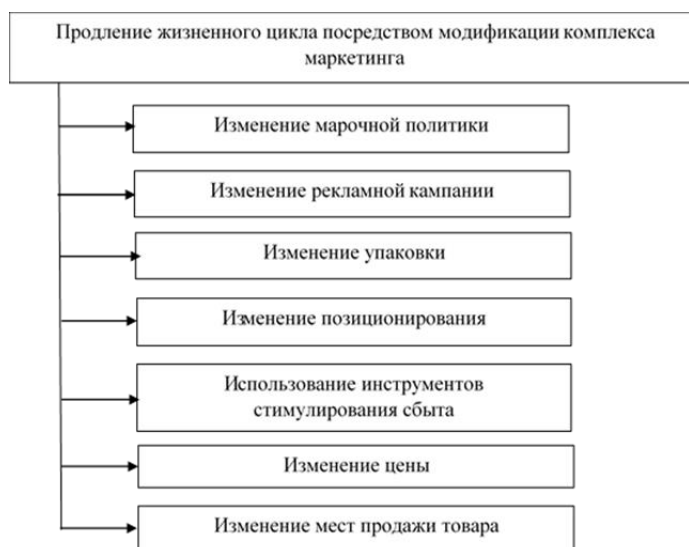 Продление жизненного цикла посредством модификации комплекса
маркетинга
Изменение марочной политики
Изменение рекламной кампании
Изменение упаковки
Изменение позиционирования
Использование инструментов
стимулирования сбыта
Изменение цены
Изменение мест продажи товара